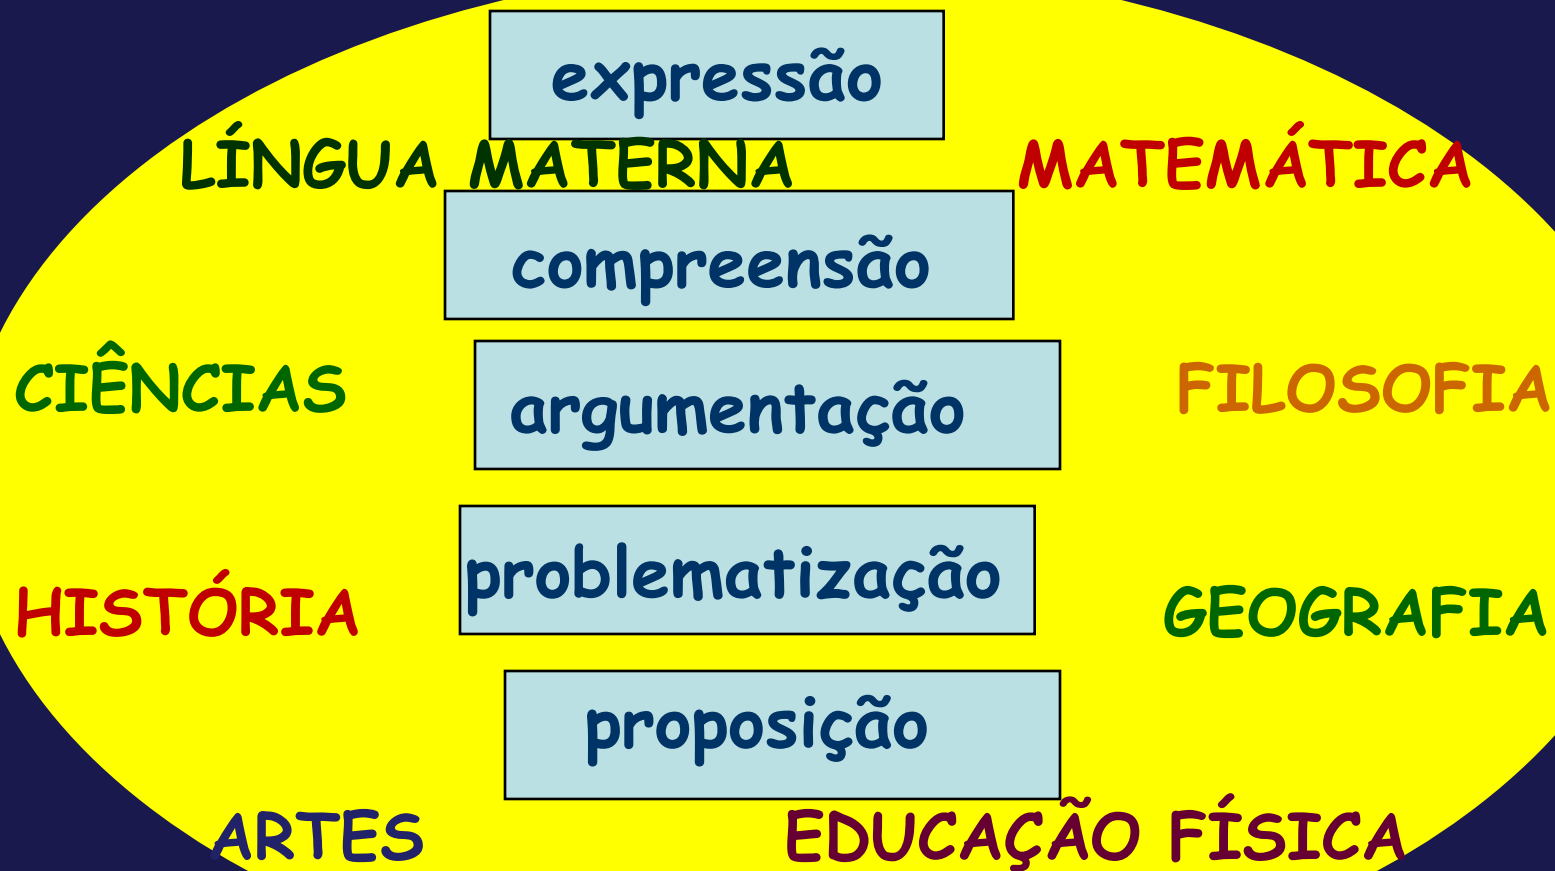 expressão
LÍNGUA MATERNA MATEMÁTICA
compreensão
CIÊNCIAS FILOSOFIA
argumentação
problematização
HISTÓRIA GEOGRAFIA
proposição
ARTES EDUCAÇÃO FÍSICA